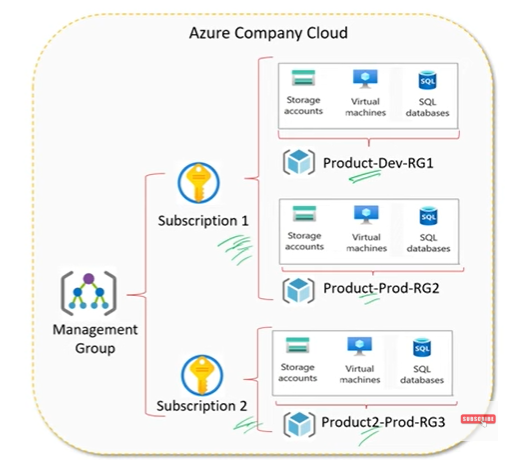 Azure Company Cloud
Storage accounts
Virtual machines
SQL
SQL databases
Product-Dev-RG1
Subscription 1
Storage accounts
Virtual machines
SQL
SQL databases
Product-Prod-RG2
Management
Group
Subscription 2
Storage accounts
Virtual machines
SQL
SQL databases
Product2-Prod-RG3
SUBSCRIBE